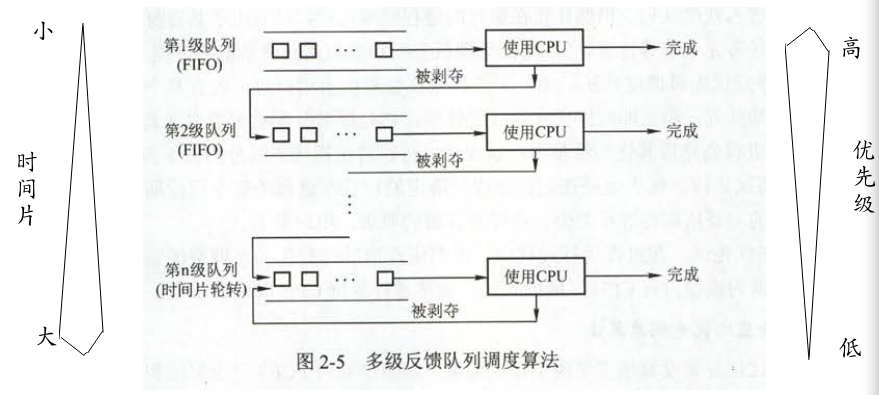 小
时间片
大
第1级队列
(FIFO)
··· 
使用CPU
完成
被剥夺
第2级队列
(FIFO)
···
使用CPU
完成
被剥夺
第n级队列
(时间片轮转)
···
使用CPU
完成
被剥夺
图 2-5 多级反馈队列调度算法
高
优先级
低